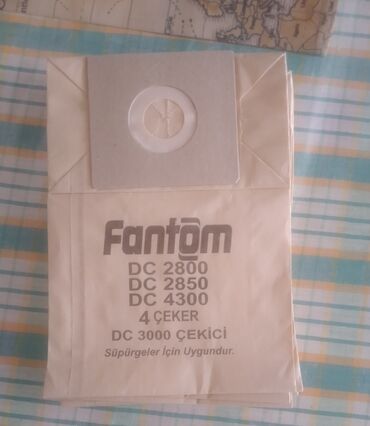 Fantom
DC 2800
DC 2850
DC 4300
4 ÇEKER
DC 3000 ÇEKİCİ
Süpürgeler İçin Uygundur.